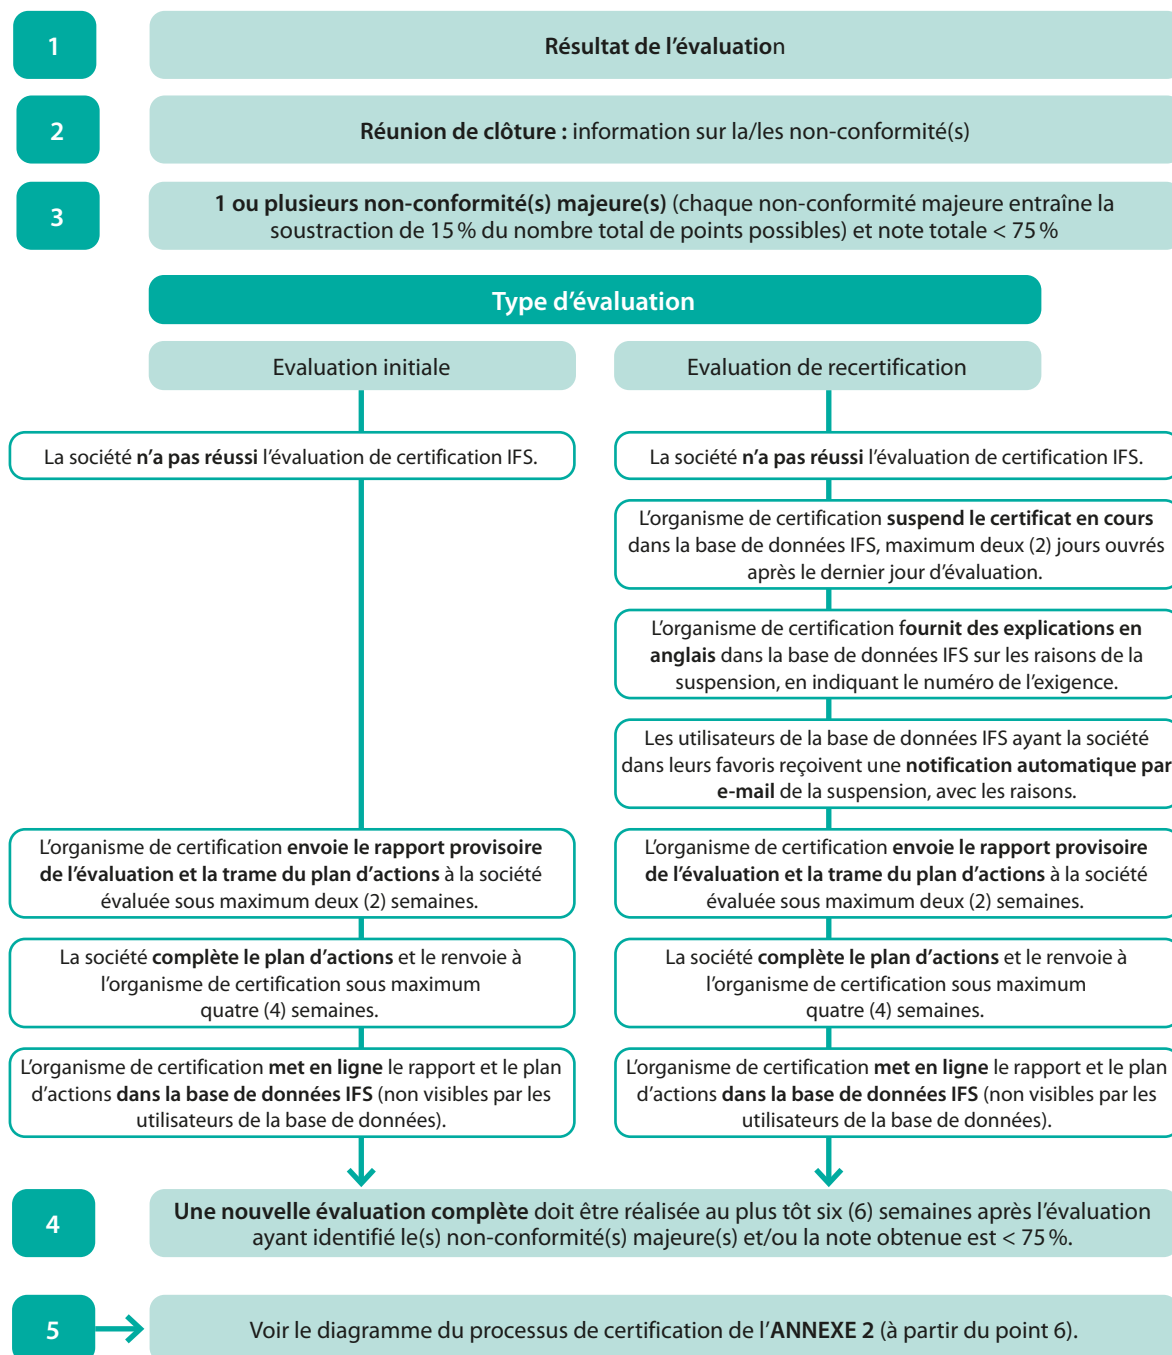 1
Résultat de l’évaluation
2
Réunion de clôture : information sur la/les non-conformité(s)
3
1 ou plusieurs non-conformité(s) majeure(s) (chaque non-conformité majeure entraîne la
soustraction de 15 % du nombre total de points possibles) et note totale < 75 %
Type d’évaluation
Evaluation initiale
La société n’a pas réussi l’évaluation de certification IFS.
L’organisme de certification envoie le rapport provisoire
de l’évaluation et la trame du plan d’actions à la société
évaluée sous maximum deux (2) semaines.
La société complète le plan d’actions et le renvoie à
l’organisme de certification sous maximum
quatre (4) semaines.
L’organisme de certification met en ligne le rapport et le plan
d’actions dans la base de données IFS (non visibles par les
utilisateurs de la base de données).
Evaluation de recertification
La société n’a pas réussi l’évaluation de certification IFS.
L’organisme de certification suspend le certificat en cours
dans la base de données IFS, maximum deux (2) jours ouvrés
après le dernier jour d’évaluation.
L’organisme de certification fournit des explications en
anglais dans la base de données IFS sur les raisons de la
suspension, en indiquant le numéro de l’exigence.
Les utilisateurs de la base de données IFS ayant la société
dans leurs favoris reçoivent une notification automatique par
e-mail de la suspension, avec les raisons.
L’organisme de certification envoie le rapport provisoire
de l’évaluation et la trame du plan d’actions à la société
évaluée sous maximum deux (2) semaines.
La société complète le plan d’actions et le renvoie à
l’organisme de certification sous maximum
quatre (4) semaines.
L’organisme de certification met en ligne le rapport et le plan
d’actions dans la base de données IFS (non visibles par les
utilisateurs de la base de données).
4
Une nouvelle évaluation complète doit être réalisée au plus tôt six (6) semaines après l’évaluation
ayant identifié le(s) non-conformité(s) majeure(s) et/ou la note obtenue est < 75 %.
5
Voir le diagramme du processus de certification de l’ANNEXE 2 (à partir du point 6).